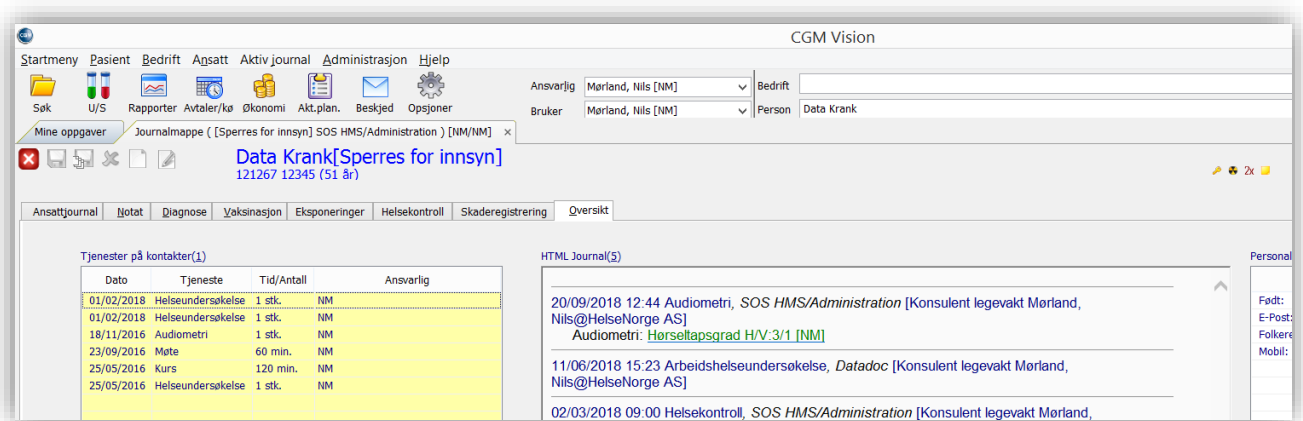 CGM Vision
Startmeny Pasient Bedrift Ansatt Aktiv journal Administrasjon Hjelp
Søk U/S Rapporter Avtaler/kø Økonomi Akt.plan. Beskjed Opsjoner
Ansvarlig Mørland, Nils [NM] Bedrift
Bruker Mørland, Nils [NM] Person Data Krank
Mine oppgaver Journalmappe ( [Sperres for innsyn] SOS HMS/Administration ) [NM/NM] ×
Data Krank[Sperres for innsyn]
121267 12345 (51 år)
2x
Ansattjournal Notat Diagnose Vaksinasjon Eksponeringer Helsekontroll Skaderegistrering Oversikt
Tjenester på kontakter(1)
Dato Tjeneste Tid/Antall Ansvarlig
01/02/2018 Helseundersøkelse 1 stk. NM
01/02/2018 Helseundersøkelse 1 stk. NM
18/11/2016 Audiometri 1 stk. NM
23/09/2016 Møte 60 min. NM
25/05/2016 Kurs 120 min. NM
25/05/2016 Helseundersøkelse 1 stk. NM
HTML Journal(5)
20/09/2018 12:44 Audiometri, SOS HMS/Administration [Konsulent legevakt Mørland,
Nils@HelseNorge AS]
Audiometri: Hørseltapsgrad H/V:3/1 [NM]
11/06/2018 15:23 Arbeidshelseundersøkelse, Datadoc [Konsulent legevakt Mørland,
Nils@HelseNorge AS]
02/03/2018 09:00 Helsekontroll, SOS HMS/Administration [Konsulent legevakt Mørland,
Personal
Født:
E-Post:
Folkere
Mobil: